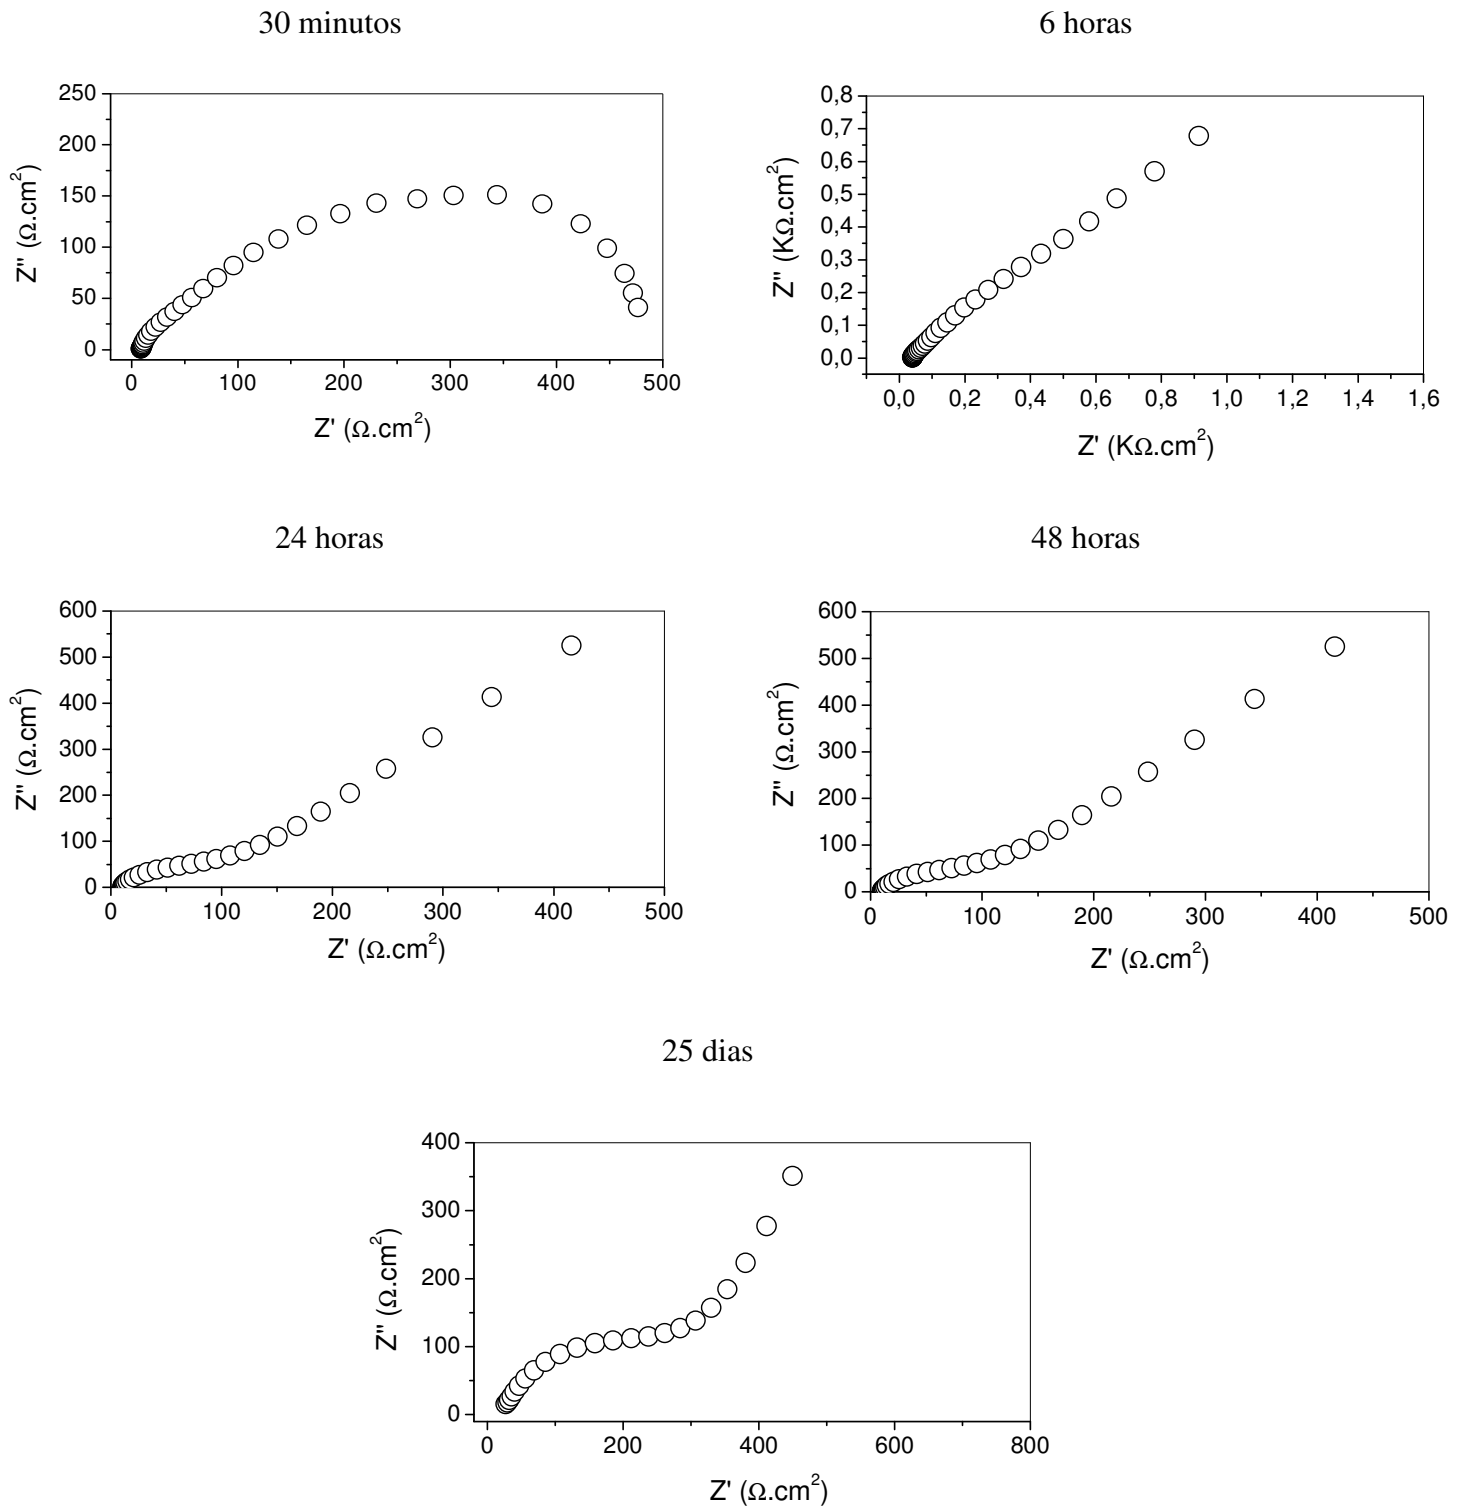 30 minutos
250
200
150
100
50
0
Z'' (Ω.cm²)
0 100 200 300 400 500
Z' (Ω.cm²)
6 horas
0,8
0,7
0,6
0,5
0,4
0,3
0,2
0,1
0,0
Z'' (KΩ.cm²)
0,0 0,2 0,4 0,6 0,8 1,0 1,2 1,4 1,6
Z' (KΩ.cm²)
24 horas
600
500
400
300
200
100
0
Z'' (Ω.cm²)
0 100 200 300 400 500
Z' (Ω.cm²)
48 horas
600
500
400
300
200
100
0
Z'' (Ω.cm²)
0 100 200 300 400 500
Z' (Ω.cm²)
25 dias
400
300
200
100
0
Z'' (Ω.cm²)
0 200 400 600 800
Z' (Ω.cm²)